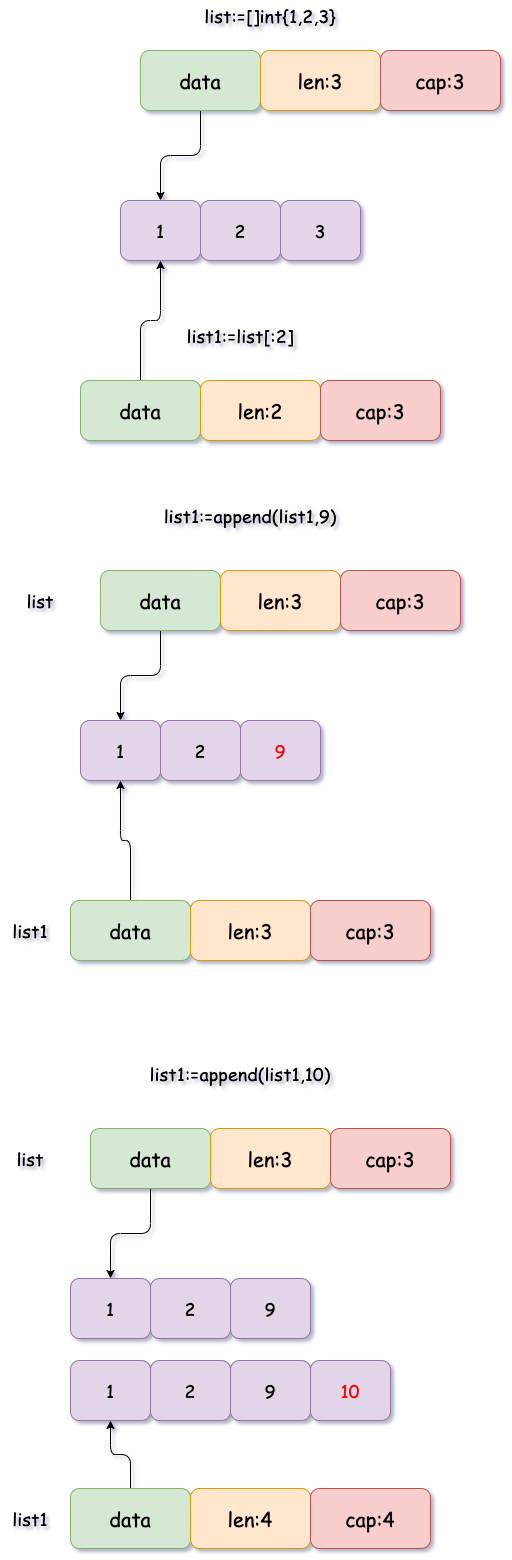 list:=[]int{1,2,3}
data len:3 cap:3
1 2 3
list1:=list[:2]
data len:2 cap:3
list1:=append(list1,9)
list data len:3 cap:3
1 2 9
list1 data len:3 cap:3
list1:=append(list1,10)
list data len:3 cap:3
1 2 9
1 2 9 10
list1 data len:4 cap:4